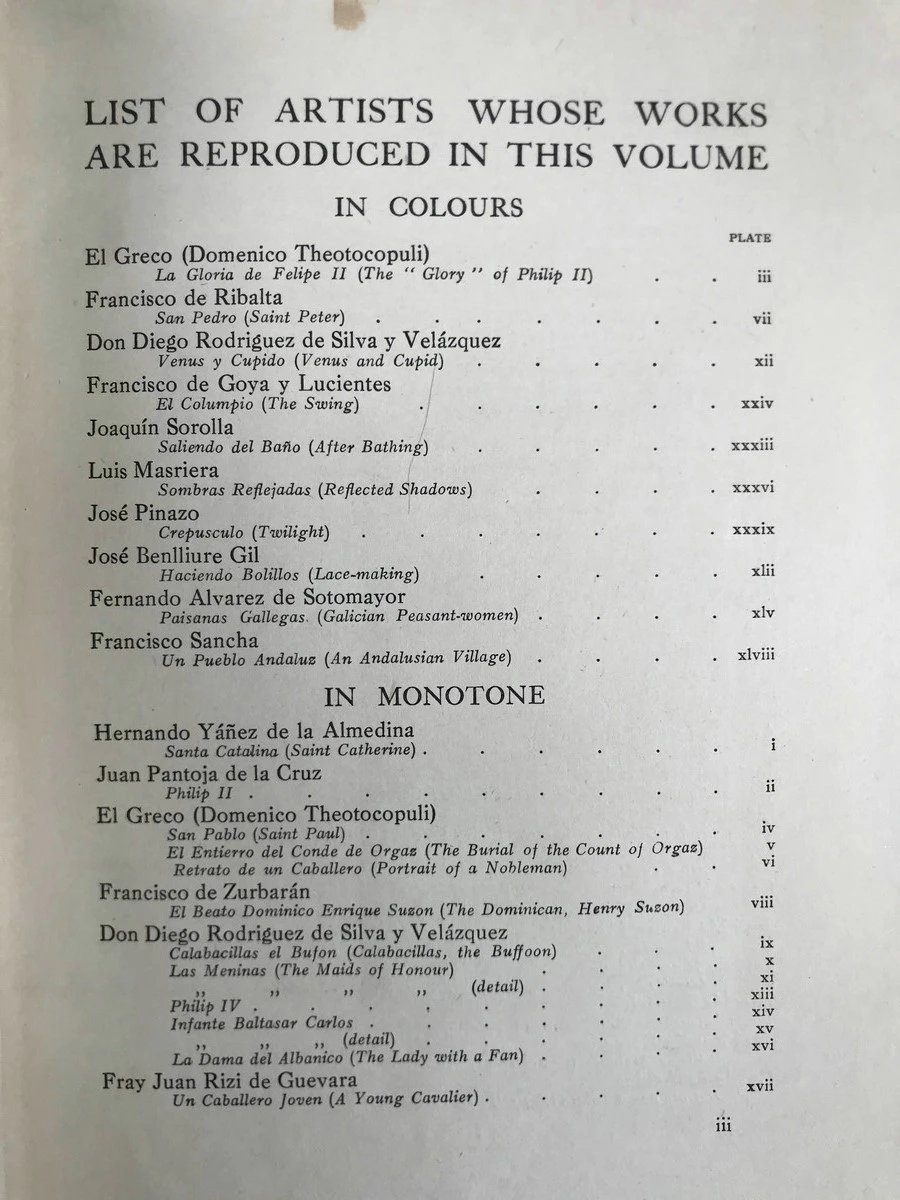 LIST OF ARTISTS WHOSE WORKS
ARE REPRODUCED IN THIS VOLUME
IN COLOURS
PLATE
El Greco (Domenico Theotocopuli)
La Gloria de Felipe II (The "Glory" of Philip II) . . iii
Francisco de Ribalta
San Pedro (Saint Peter) . . . . . . . vii
Don Diego Rodriguez de Silva y Velázquez
Venus y Cupido (Venus and Cupid) . . . . . xii
Francisco de Goya y Lucientes
El Columpio (The Swing) . . . . . . xxiv
Joaquín Sorolla
Saliendo del Baño (After Bathing) . . . . . xxxiii
Luis Masriera
Sombras Reflejadas (Reflected Shadows) . . . . xxxvi
José Pinazo
Crepusculo (Twilight) . . . . . . . xxxix
José Benlliure Gil
Haciendo Bolillos (Lace-making) . . . . . xlii
Fernando Alvarez de Sotomayor
Paisanas Gallegas. (Galician Peasant-women) . . . . xlv
Francisco Sancha
Un Pueblo Andaluz (An Andalusian Village) . . . . xlviii
IN MONOTONE
Hernando Yáñez de la Almedina
Santa Catalina (Saint Catherine) . . . . . . i
Juan Pantoja de la Cruz
Philip II . . . . . . . . . ii
El Greco (Domenico Theotocopuli)
San Pablo (Saint Paul) . . . . . . . iv
El Entierro del Conde de Orgaz (The Burial of the Count of Orgaz) v
Retrato de un Caballero (Portrait of a Nobleman) . . vi
Francisco de Zurbarán
El Beato Dominico Enrique Suzon (The Dominican, Henry Suzon) viii
Don Diego Rodriguez de Silva y Velázquez
Calabacillas el Bufon (Calabacillas, the Buffoon) . . . ix
Las Meninas (The Maids of Honour) . . . . x
,, ,, ,, ,, (detail) . . . . xi
Philip IV . . . . . . . . . xiii
Infante Baltasar Carlos . . . . . . . xiv
,, ,, ,, (detail) . . . . . . xv
La Dama del Albanico (The Lady with a Fan) . . . . xvi
Fray Juan Rizi de Guevara
Un Caballero Joven (A Young Cavalier) . . . . . xvii
iii